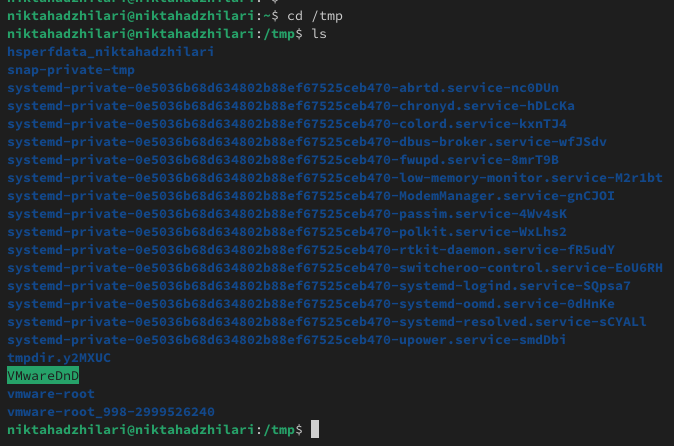 niktahadzhilari@niktahadzhilari:~$ cd /tmp
niktahadzhilari@niktahadzhilari:/tmp$ ls
hsperfdata_niktahadzhilari
snap-private-tmp
systemd-private-0e5036b68d634802b88ef67525ceb470-abrtd.service-nc0DUn
systemd-private-0e5036b68d634802b88ef67525ceb470-chronyd.service-hDLcKa
systemd-private-0e5036b68d634802b88ef67525ceb470-colord.service-kxnTJ4
systemd-private-0e5036b68d634802b88ef67525ceb470-dbus-broker.service-wfJSdv
systemd-private-0e5036b68d634802b88ef67525ceb470-fwupd.service-8mrT9B
systemd-private-0e5036b68d634802b88ef67525ceb470-low-memory-monitor.service-M2r1bt
systemd-private-0e5036b68d634802b88ef67525ceb470-ModemManager.service-gnCJOI
systemd-private-0e5036b68d634802b88ef67525ceb470-passim.service-4Wv4sK
systemd-private-0e5036b68d634802b88ef67525ceb470-polkit.service-WxLhs2
systemd-private-0e5036b68d634802b88ef67525ceb470-rtkit-daemon.service-fR5udY
systemd-private-0e5036b68d634802b88ef67525ceb470-switcheroo-control.service-EoU6RH
systemd-private-0e5036b68d634802b88ef67525ceb470-systemd-logind.service-SQpsa7
systemd-private-0e5036b68d634802b88ef67525ceb470-systemd-oomd.service-0dHnKe
systemd-private-0e5036b68d634802b88ef67525ceb470-systemd-resolved.service-sCYALl
systemd-private-0e5036b68d634802b88ef67525ceb470-upower.service-smdDbi
tmpdir.y2MXUC
VMwareDnD
vmware-root
vmware-root_998-2999526240
niktahadzhilari@niktahadzhilari:/tmp$